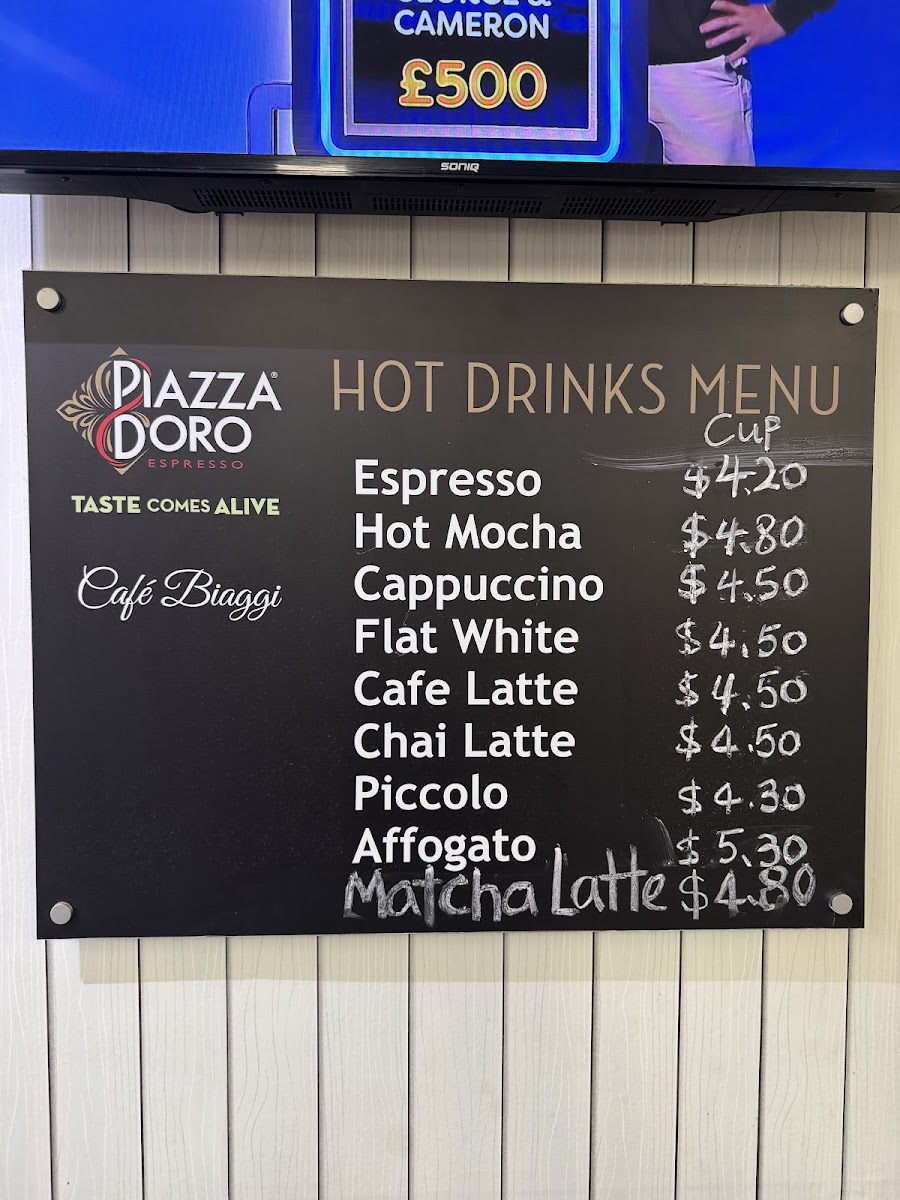 CAMERON
£500
SONIQ
PIAZZA®
D'ORO
ESPRESSO
TASTE COMES ALIVE
Café Biaggi
HOT DRINKS MENU
Cup
Espresso $4.20
Hot Mocha $4.80
Cappuccino $4.50
Flat White $4.50
Cafe Latte $4.50
Chai Latte $4.50
Piccolo $4.30
Affogato $5.30
Matcha Latte $4.80